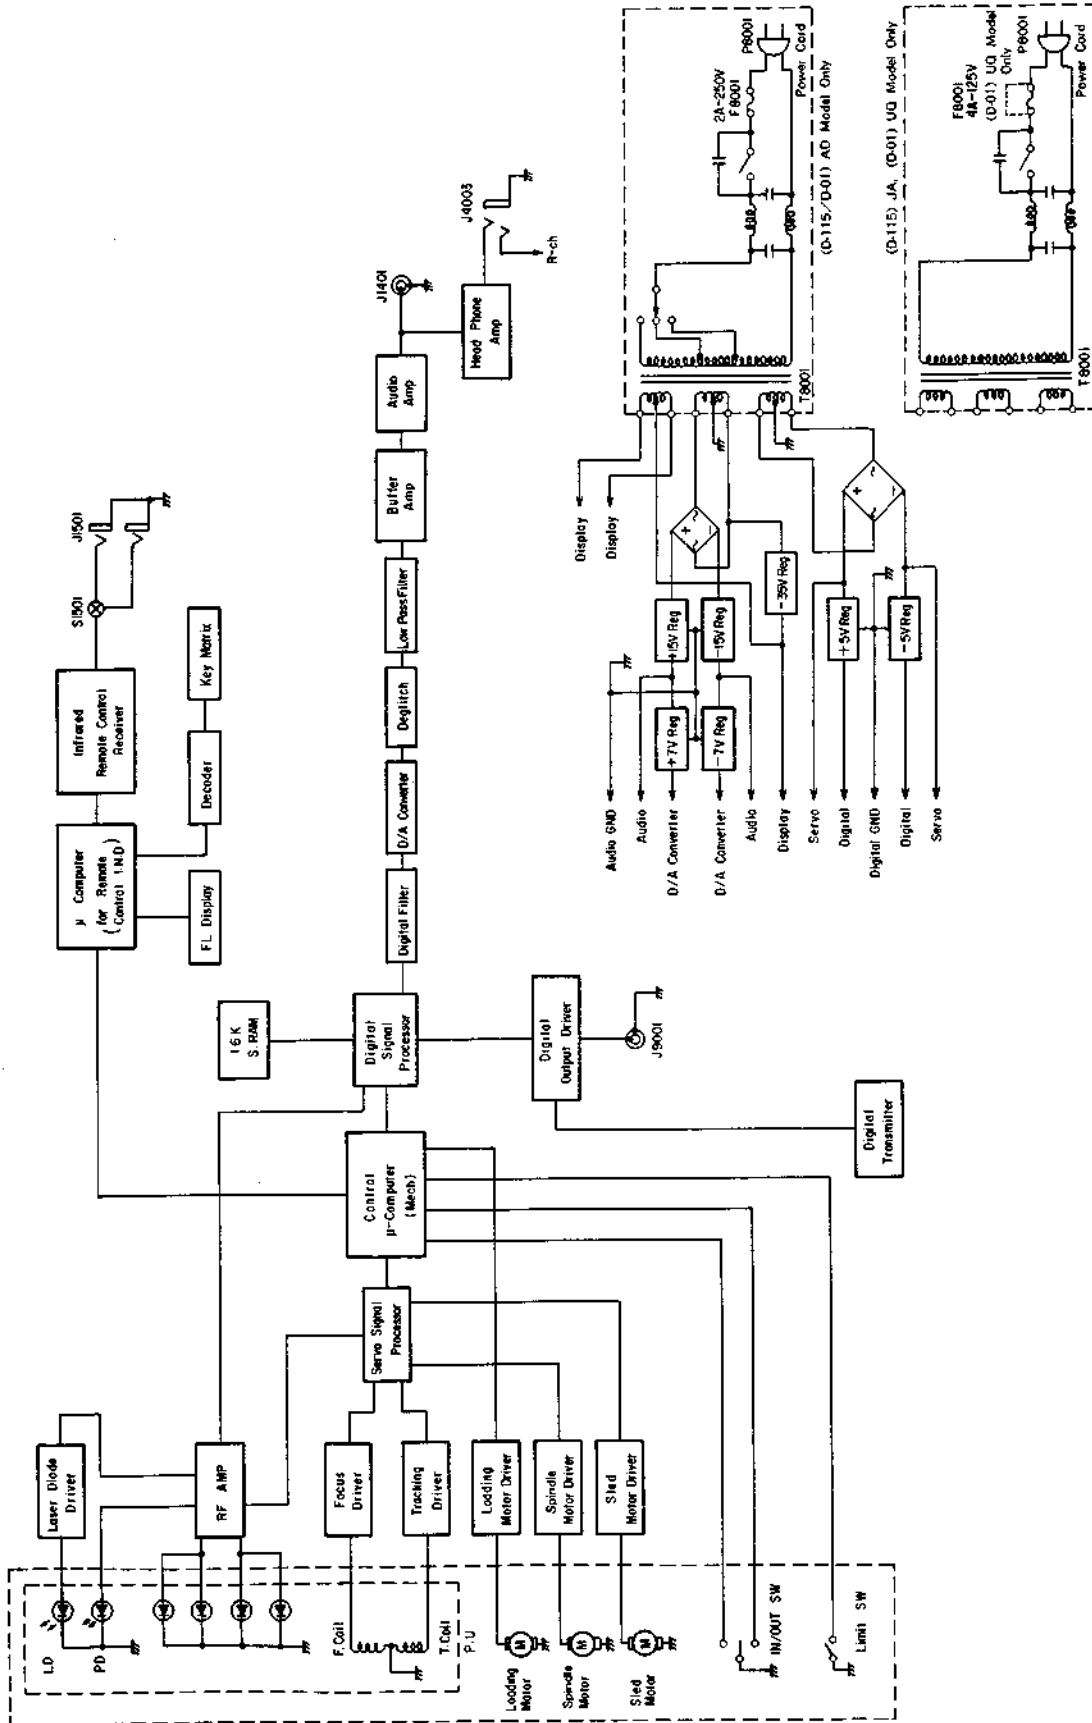 LD
PD
F.Coil
T.Coil
P.U
Loading
Motor
Spindle
Motor
Sled
Motor
IN/OUT SW
Limit SW
Laser Diode
Driver
RF AMP
Focus
Driver
Tracking
Driver
Lodding
Motor Driver
Spindle
Motor Driver
Sled
Motor Driver
Servo Signal
Processor
Control
μ-Computer
(Mech)
16K
S.RAM
Digital
Signal
Processor
Digital
Output Driver
J9001
Digital
Transmitter
μ Computer
(for Remote
Control I.N.D)
FL Display
Infrared
Remote Control
Receiver
Decoder
Key Matrix
S1501
J1501
Digital Filter
D/A Converter
Deglitch
Low Pass Filter
Buffer
Amp
Audio
Amp
J1401
Head Phone
Amp
J4003
R-ch
Audio GND
Audio
D/A Converter
D/A Converter
Audio
Display
Servo
Digital
Digital GND
Digital
Servo
+7V Reg
-7V Reg
+15V Reg
-15V Reg
-35V Reg
+5V Reg
-5V Reg
Display
Display
+
-
~
~
+
-
~
~
T8001
2A-250V
F8001
P8001
Power Cord
(D-115/D-01) AD Model Only
(D-115) JA, (D-01) UQ Model Only
F8001
4A-125V
(D-01) UQ Model
Only
P8001
Power Cord
T8001
M
M
M